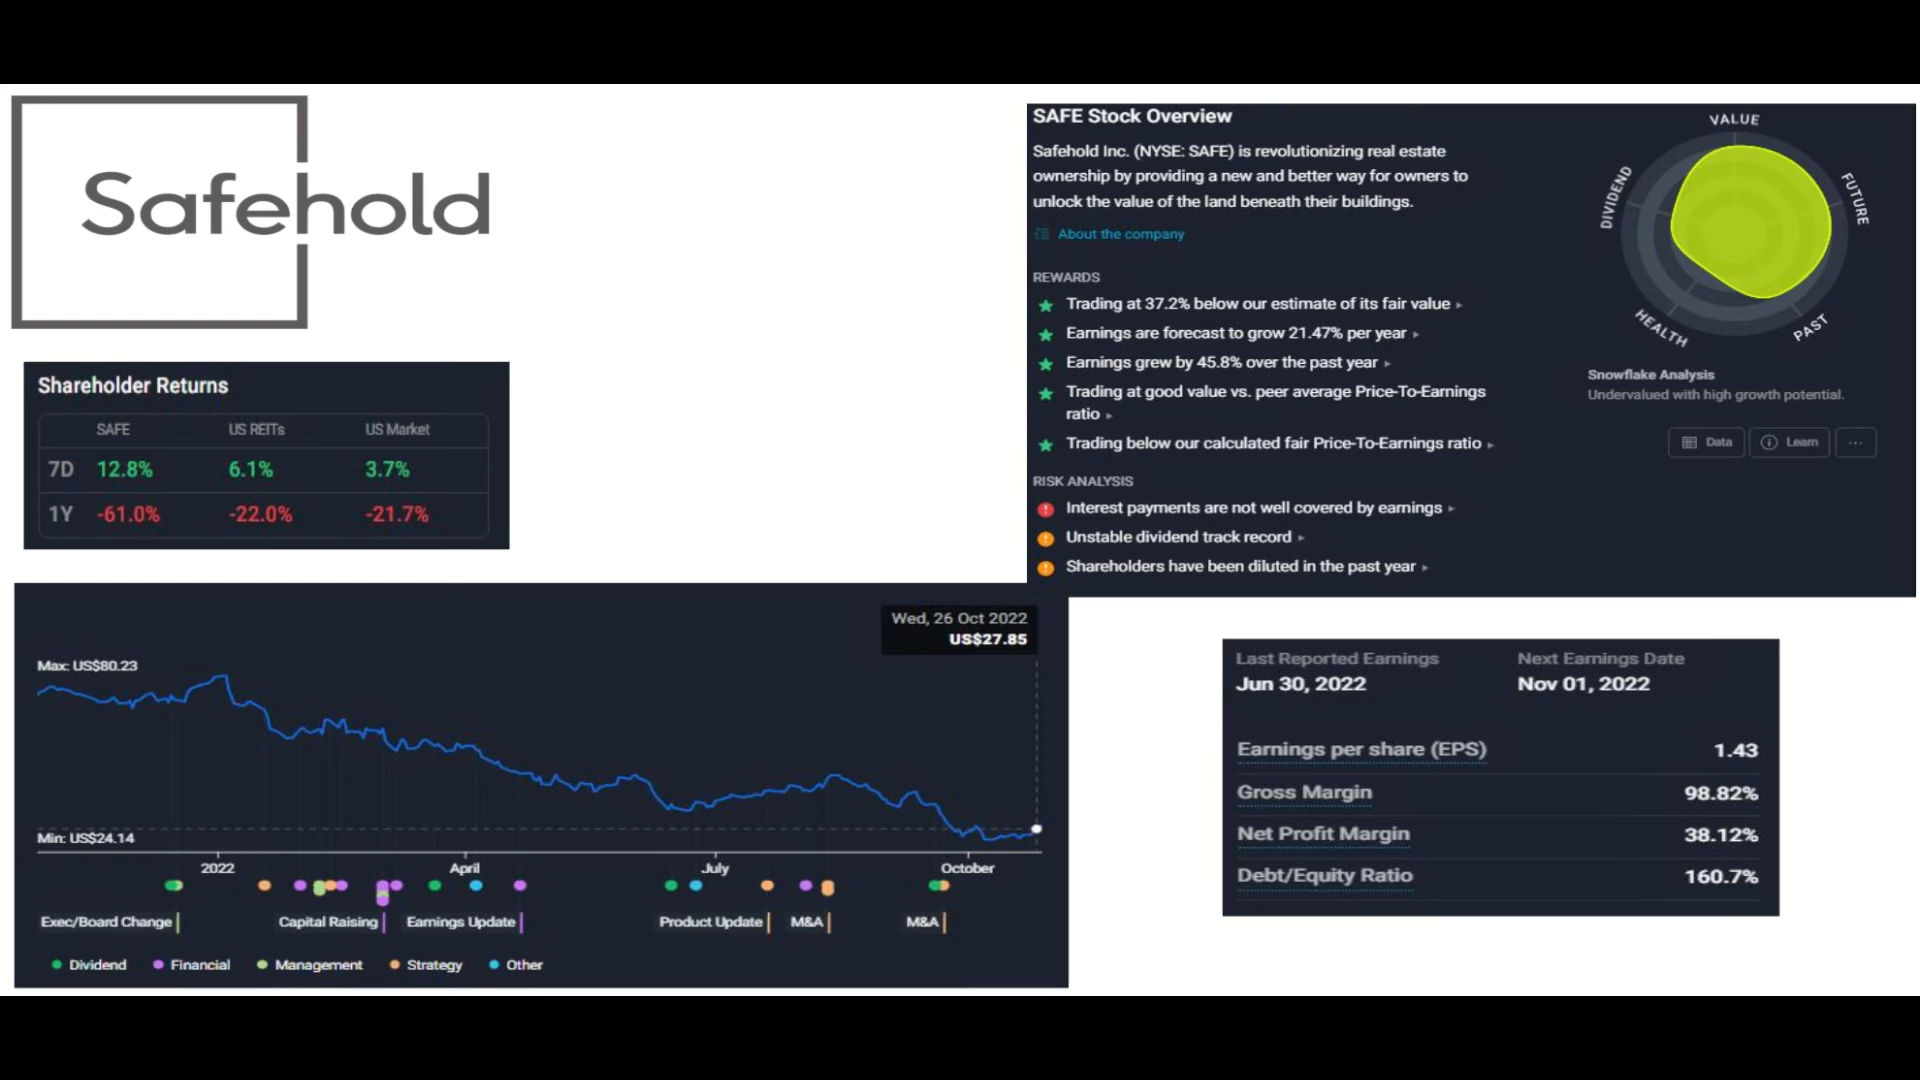 Safehold
Shareholder Returns
SAFE US REITs US Market
7D 12.8% 6.1% 3.7%
1Y -61.0% -22.0% -21.7%
SAFE Stock Overview
Safehold Inc. (NYSE: SAFE) is revolutionizing real estate
ownership by providing a new and better way for owners to
unlock the value of the land beneath their buildings.
About the company
REWARDS
Trading at 37.2% below our estimate of its fair value
Earnings are forecast to grow 21.47% per year
Earnings grew by 45.8% over the past year
Trading at good value vs. peer average Price-To-Earnings
ratio
Trading below our calculated fair Price-To-Earnings ratio
RISK ANALYSIS
Interest payments are not well covered by earnings
Unstable dividend track record
Shareholders have been diluted in the past year
VALUE
FUTURE
PAST
HEALTH
DIVIDEND
Snowflake Analysis
Undervalued with high growth potential.
Data Learn ...
Wed, 26 Oct 2022
US$27.85
Max: US$80.23
Min: US$24.14
2022 April July October
Exec/Board Change Capital Raising Earnings Update Product Update M&A M&A
Dividend Financial Management Strategy Other
Last Reported Earnings Next Earnings Date
Jun 30, 2022 Nov 01, 2022
Earnings per share (EPS) 1.43
Gross Margin 98.82%
Net Profit Margin 38.12%
Debt/Equity Ratio 160.7%